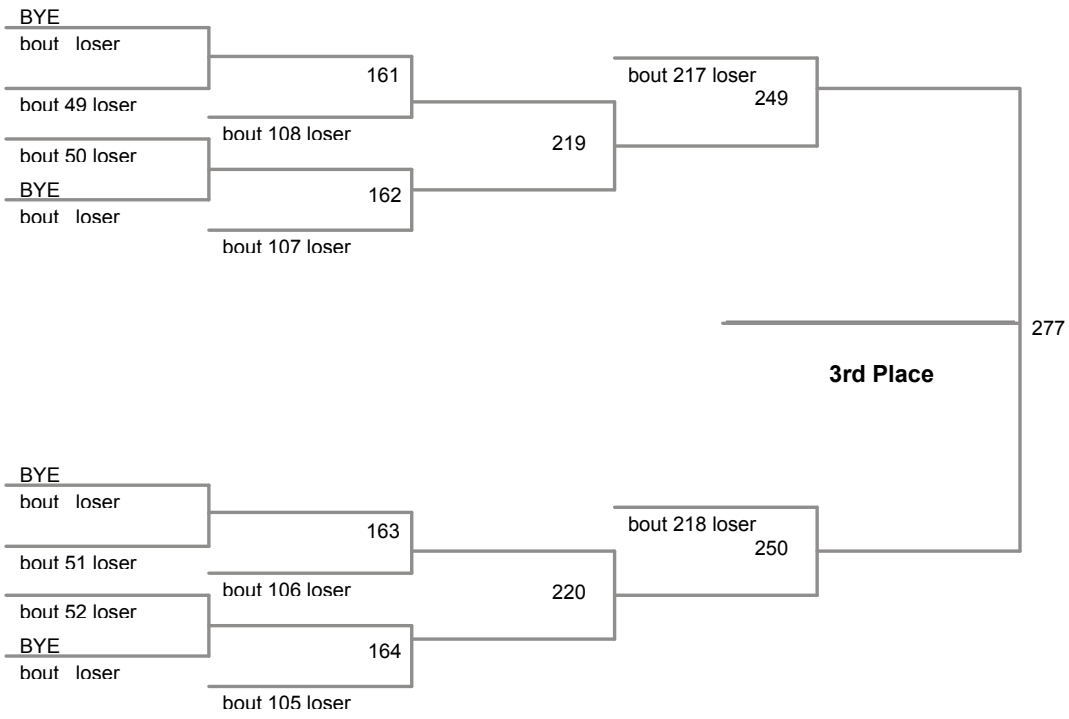 BYE
bout loser
161
bout 49 loser
bout 108 loser
bout 50 loser
BYE
bout loser
162
bout 107 loser
219
bout 217 loser
249
277
3rd Place
BYE
bout loser
163
bout 51 loser
bout 106 loser
bout 52 loser
BYE
bout loser
164
bout 105 loser
220
bout 218 loser
250